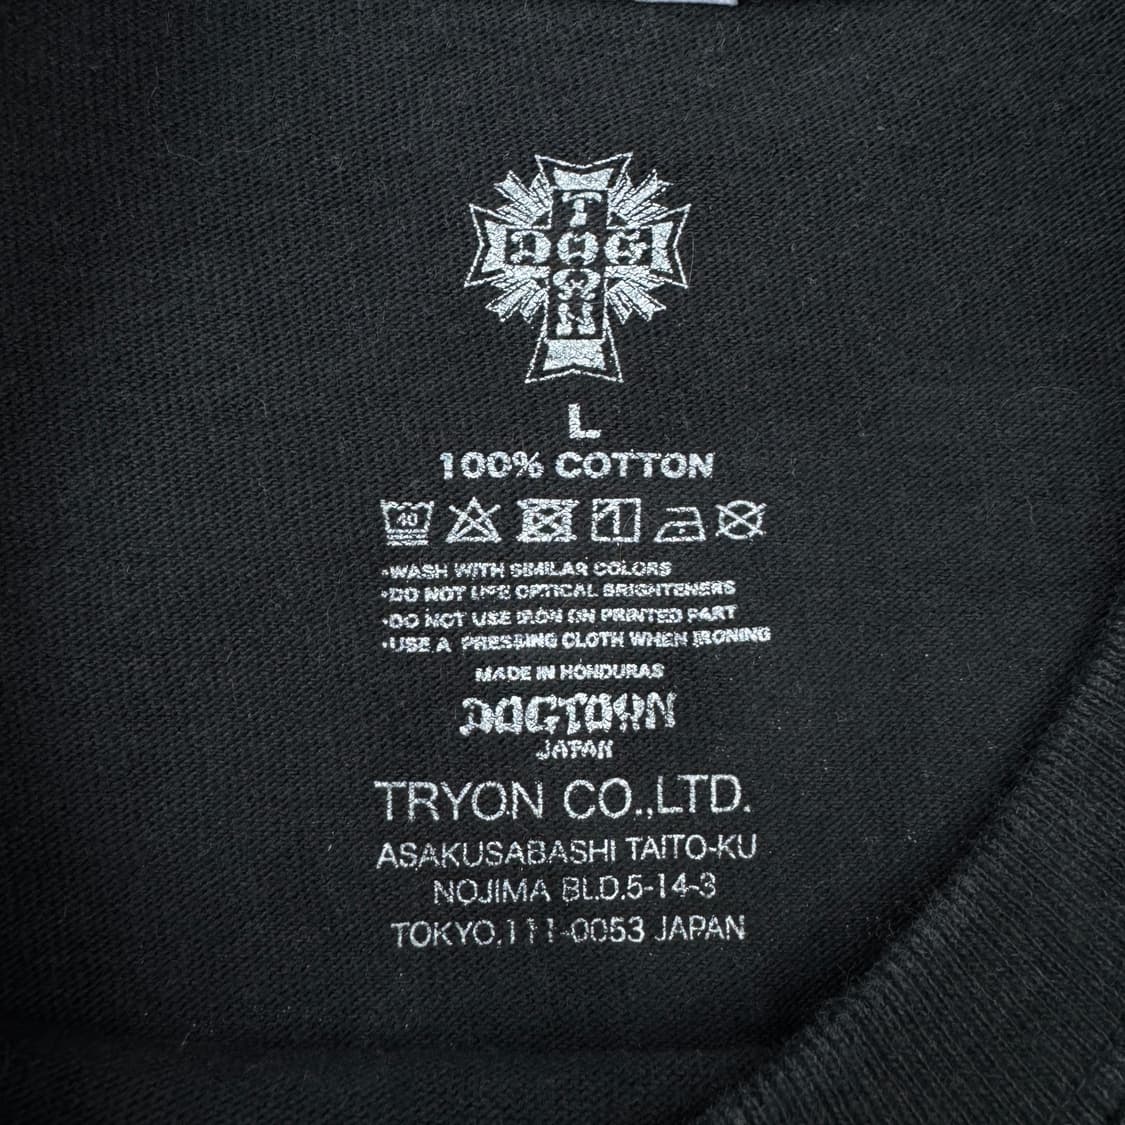 T
DOG
W
N
L
100% COTTON
40
1
•WASH WITH SIMILAR COLORS
•DO NOT USE OPTICAL BRIGHTENERS
•DO NOT USE IRON ON PRINTED PART
•USE A PRESSING CLOTH WHEN IRONING
MADE IN HONDURAS
DOGTOWN
JAPAN
TRYON CO.,LTD.
ASAKUSABASHI TAITO-KU
NOJIMA BLD.5-14-3
TOKYO.111-0053 JAPAN